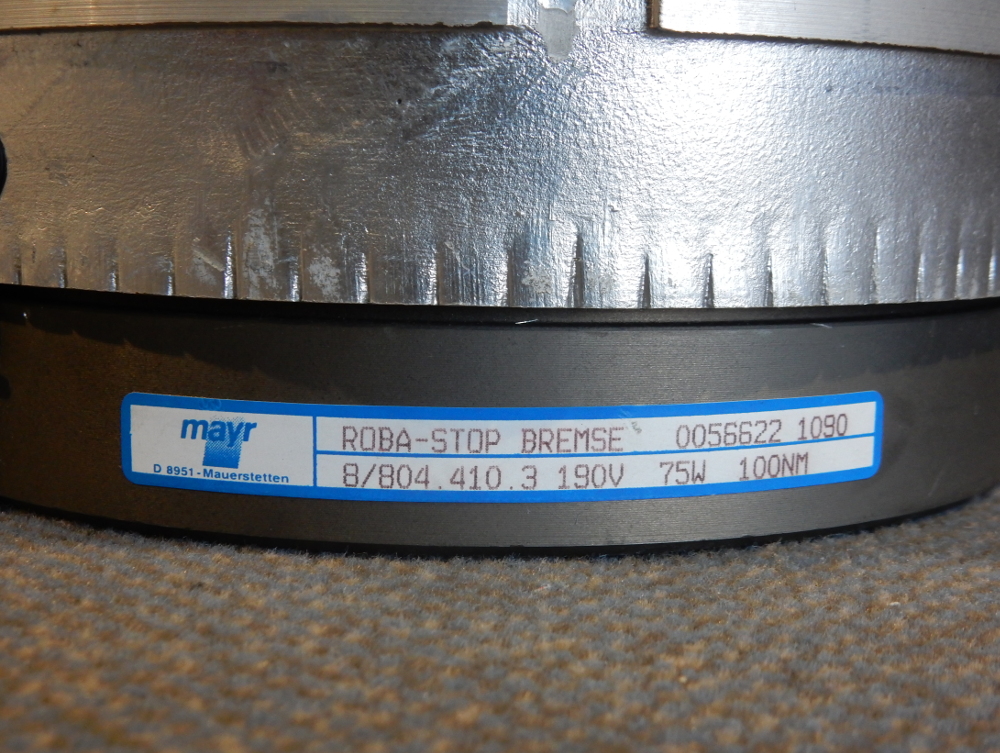 mayr
D 8951 - Mauerstetten
ROBA-STOP BREMSE 0056622 1090
8/804.410.3 190V 75W 100NM